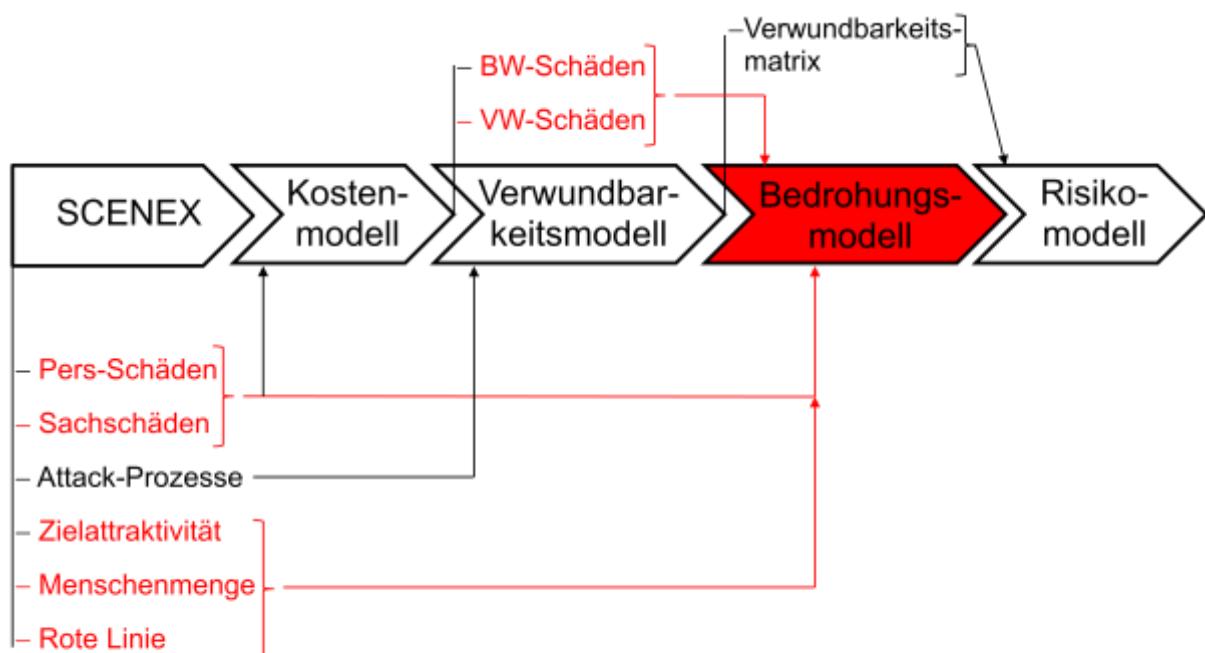 – Verwundbarkeits-
matrix
– BW-Schäden
– VW-Schäden
SCENEX
Kosten-
modell
Verwundbar-
keitsmodell
Bedrohungs-
modell
Risiko-
modell
– Pers-Schäden
– Sachschäden
– Attack-Prozesse
– Zielattraktivität
– Menschenmenge
– Rote Linie